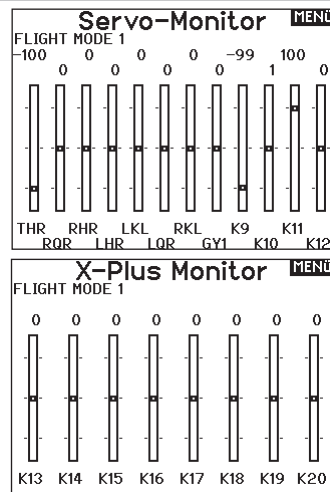 Servo-Monitor MENÜ
FLIGHT MODE 1
-100 0 0 0 -99 100
0 0 0 0 1 0
THR RHR LKL RKL K9 K11
RQR LHR LQR GY1 K10 K12
X-Plus Monitor MENÜ
FLIGHT MODE 1
0 0 0 0 0 0 0 0
K13 K14 K15 K16 K17 K18 K19 K20